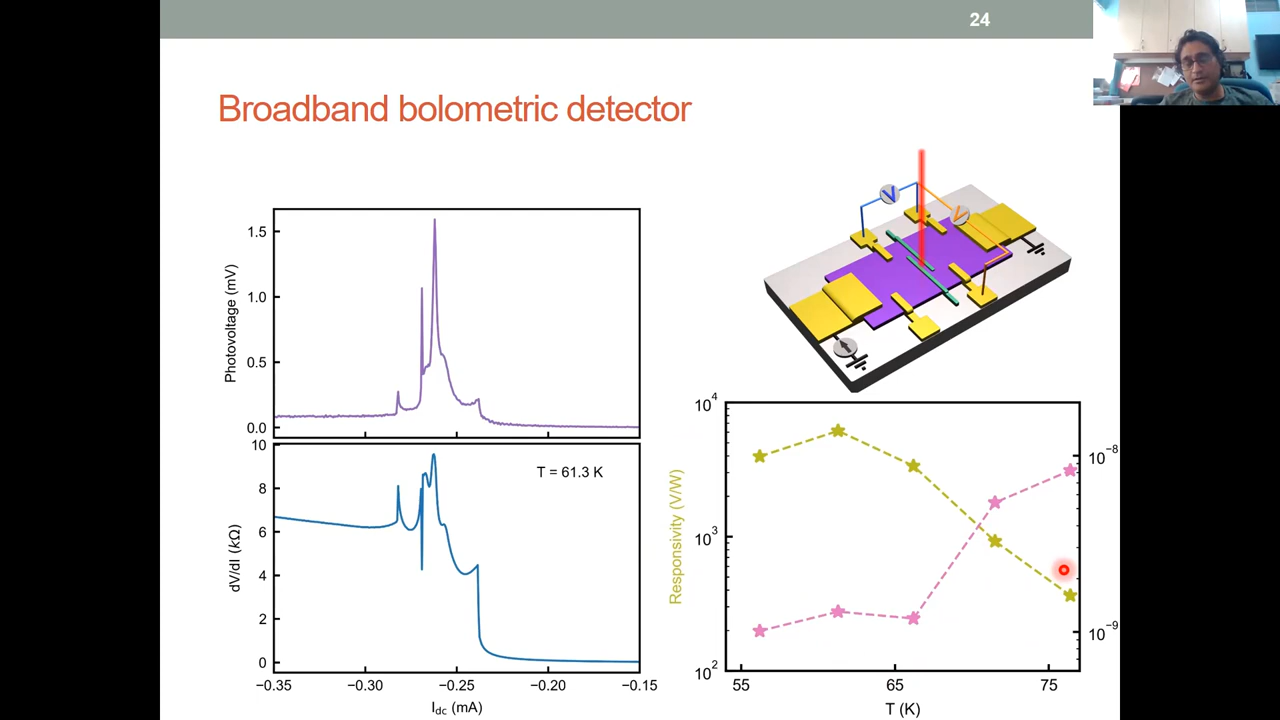 24
Broadband bolometric detector
V
V
Photovoltage (mV)
1.5
1.0
0.5
0.0
dV/dI (kΩ)
10
8
6
4
2
0
T = 61.3 K
−0.35
−0.30
−0.25
−0.20
−0.15
I_dc (mA)
Responsivity (V/W)
10⁴
10³
10²
10⁻⁸
10⁻⁹
55
65
75
T (K)